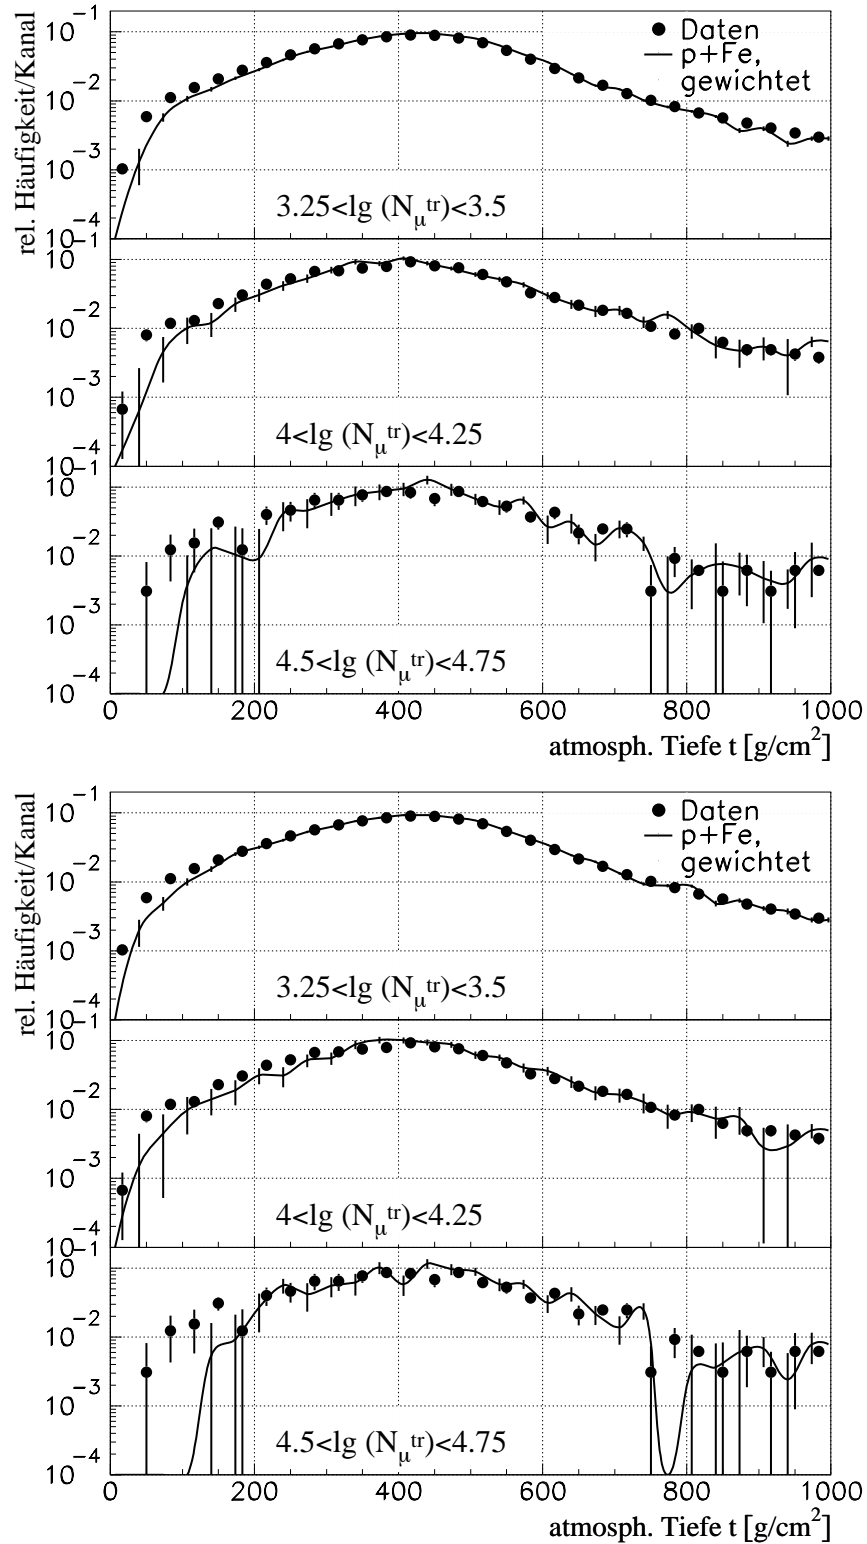 rel. Häufigkeit/Kanal
10⁻¹
Daten
p+Fe,
gewichtet
10⁻²
10⁻³
3.25<lg (N_μ^tr)<3.5
10⁻⁴
10⁻¹
10⁻²
10⁻³
4<lg (N_μ^tr)<4.25
10⁻⁴
10⁻¹
10⁻²
10⁻³
4.5<lg (N_μ^tr)<4.75
10⁻⁴
0 200 400 600 800 1000
atmosph. Tiefe t [g/cm²]
rel. Häufigkeit/Kanal
10⁻¹
Daten
p+Fe,
gewichtet
10⁻²
10⁻³
3.25<lg (N_μ^tr)<3.5
10⁻⁴
10⁻¹
10⁻²
10⁻³
4<lg (N_μ^tr)<4.25
10⁻⁴
10⁻¹
10⁻²
10⁻³
4.5<lg (N_μ^tr)<4.75
10⁻⁴
0 200 400 600 800 1000
atmosph. Tiefe t [g/cm²]